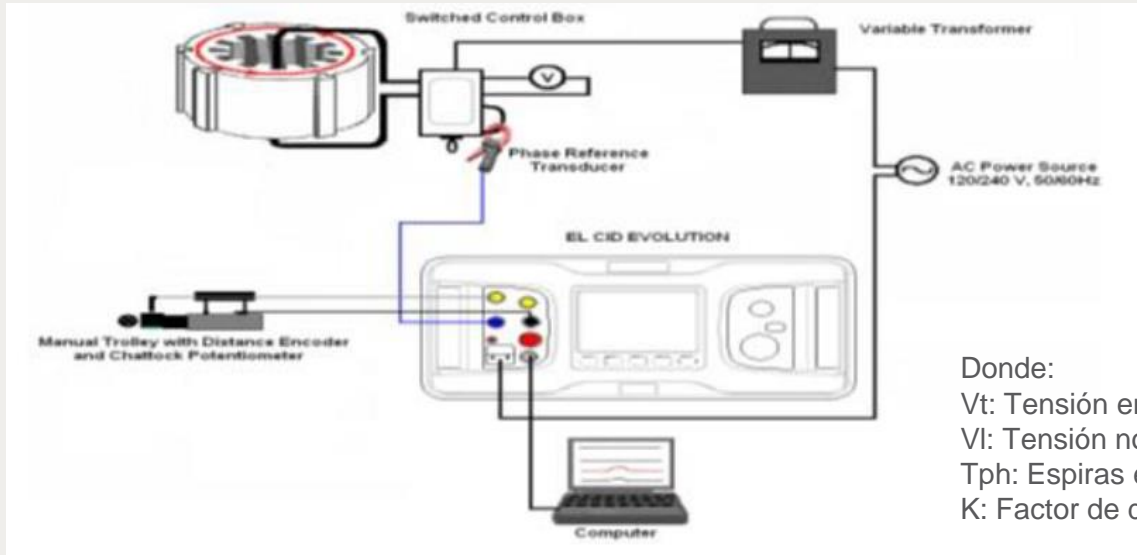 Switched Control Box
Variable Transformer
V
Phase Reference
Transducer
AC Power Source
120/240 V, 50/60Hz
EL CID EVOLUTION
Manual Trolley with Distance Encoder
and Chattock Potentiometer
Computer
Donde:
Vt: Tensión
Vl: Tensión
Tph: Espiras
K: Factor de